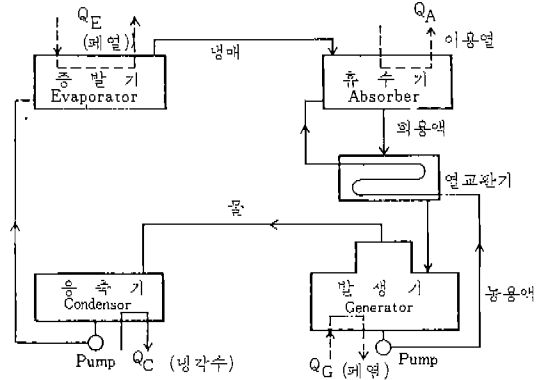 Q_E
(폐열)
냉매
Q_A
이용열
증 발 기
Evaporator
흡 수 기
Absorber
희용액
열교환기
물
응 축 기
Condensor
발 생 기
Generator
농용액
Pump
Q_C (냉각수)
Q_G (폐열)
Pump